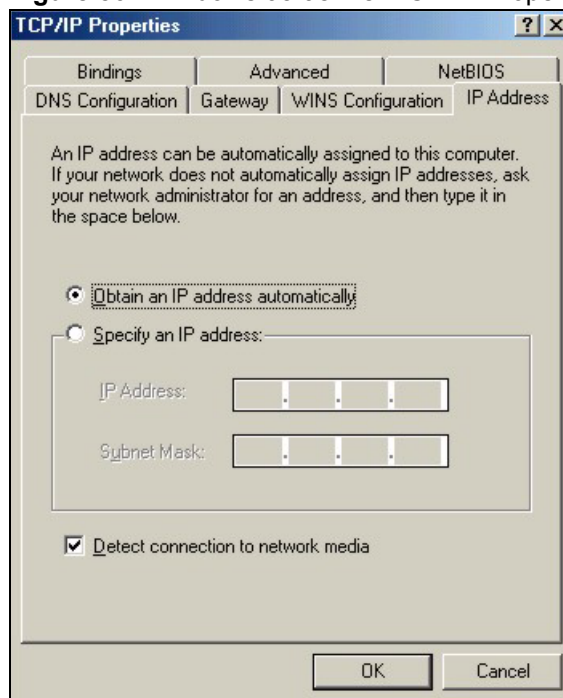 TCP/IP Properties
Bindings Advanced NetBIOS
DNS Configuration Gateway WINS Configuration IP Address
An IP address can be automatically assigned to this computer.
If your network does not automatically assign IP addresses, ask
your network administrator for an address, and then type it in
the space below.
Obtain an IP address automatically
Specify an IP address:
IP Address:
Subnet Mask:
Detect connection to network media
OK Cancel